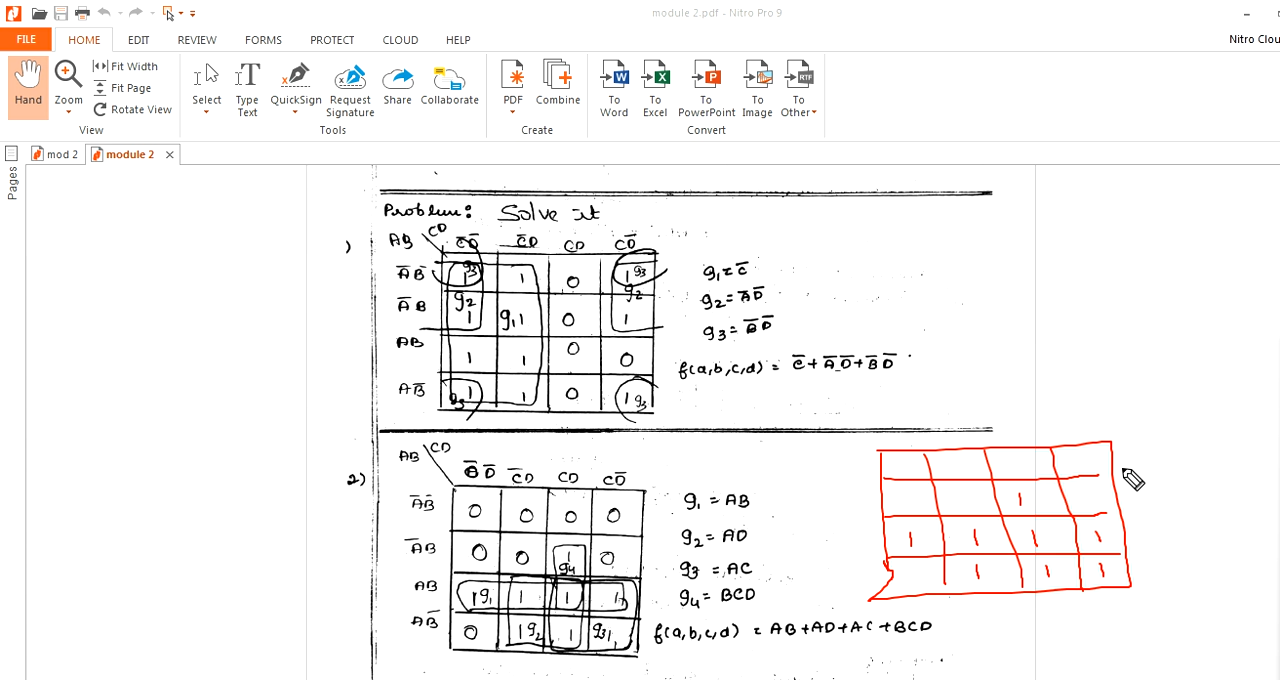 module 2.pdf - Nitro Pro 9
FILE HOME EDIT REVIEW FORMS PROTECT CLOUD HELP Nitro Clou
Hand Zoom Fit Width Fit Page Rotate View
Select Type Text QuickSign Request Signature Share Collaborate
PDF Combine
To Word To Excel To PowerPoint To Image To Other
View Tools Create Convert
mod 2 module 2
Pages
Problem: Solve it
1)
AB CD C̅D̅ C̅D CD CD̅
A̅B̅ 1 g3 1 0 1 g3
A̅B g2 1 g1 1 0 g2 1
AB 1 1 0 0
AB̅ 1 g3 1 0 1 g3
g1 = C̅
g2 = A̅D̅
g3 = B̅D̅
f(a,b,c,d) = C̅+A̅D̅+B̅D̅
2)
AB CD C̅D̅ C̅D CD CD̅
A̅B̅ 0 0 0 0
A̅B 0 0 1 g4 0
AB 1 g1 1 1 1
AB̅ 0 1 g2 1 g3 1
g1 = AB
g2 = AD
g3 = AC
g4 = BCD
f(a,b,c,d) = AB+AD+AC+BCD
1
1 1 1 1
1 1 1